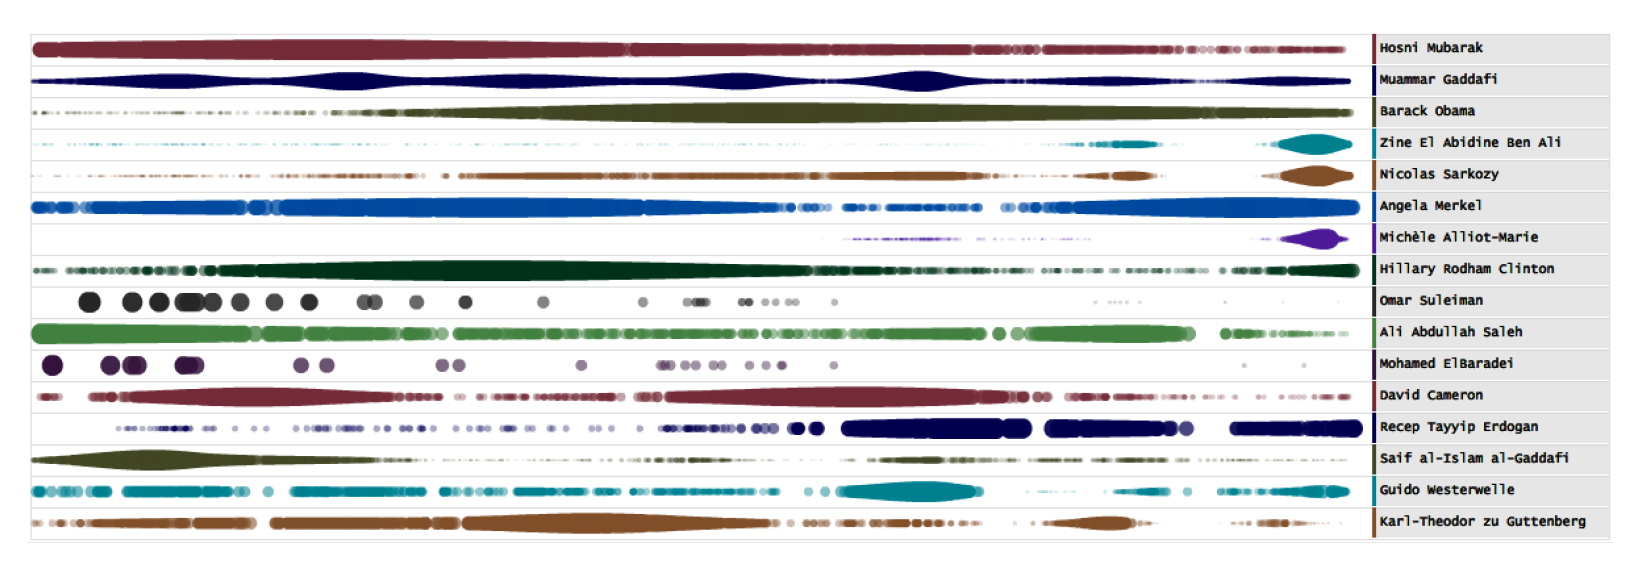 Hosni Mubarak
Muammar Gaddafi
Barack Obama
Zine El Abidine Ben Ali
Nicolas Sarkozy
Angela Merkel
Michèle Alliot-Marie
Hillary Rodham Clinton
Omar Suleiman
Ali Abdullah Saleh
Mohamed ElBaradei
David Cameron
Recep Tayyip Erdogan
Saif al-Islam al-Gaddafi
Guido Westerwelle
Karl-Theodor zu Guttenberg